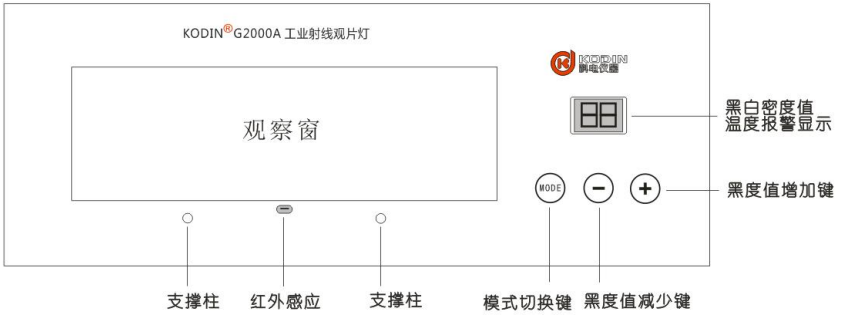 KODIN®G2000A 工业射线观片灯
KODIN
科电仪器
观察窗
88
黑白密度值
温度报警显示
MODE
− +
黑度值增加键
支撑柱
红外感应
支撑柱
模式切换键
黑度值减少键